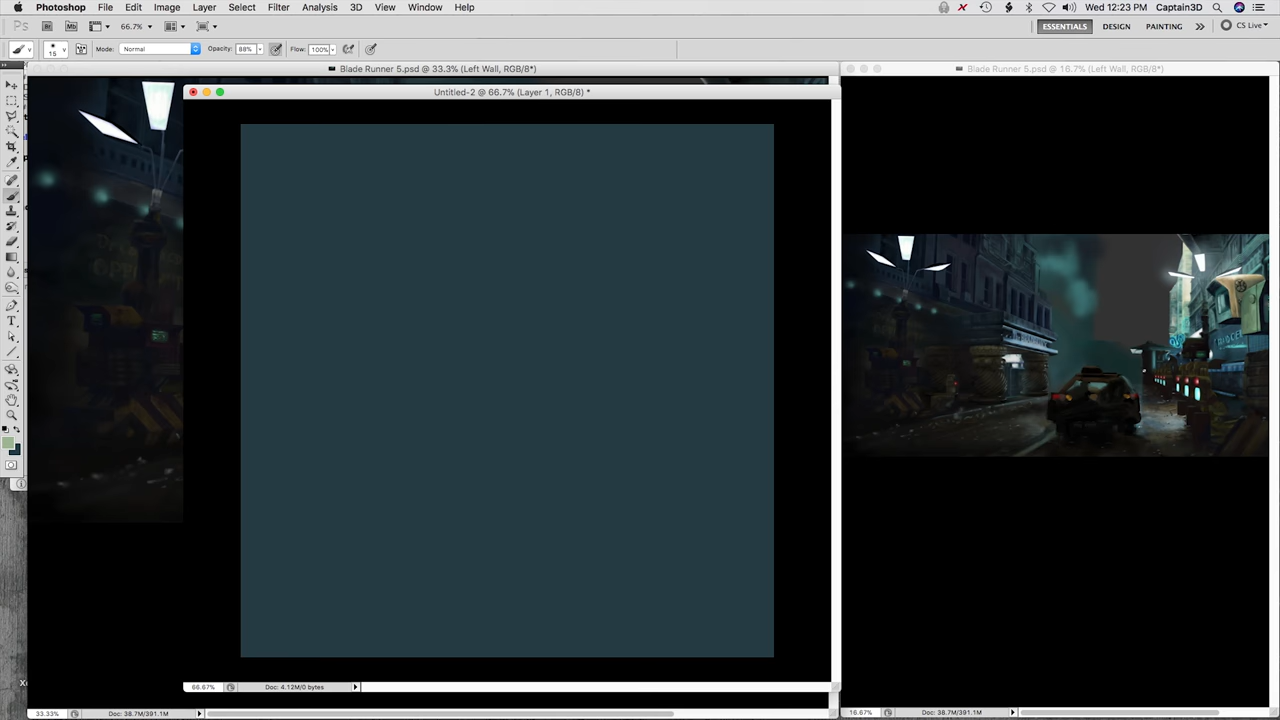 Photoshop File Edit Image Layer Select Filter Analysis 3D View Window Help Wed 12:23 PM Captain3D
Ps Br Mb 66.7% ESSENTIALS DESIGN PAINTING CS Live
15 Mode: Normal Opacity: 88% Flow: 100%
Blade Runner 5.psd @ 33.3% (Left Wall, RGB/8*)
Blade Runner 5.psd @ 16.7% (Left Wall, RGB/8*)
Untitled-2 @ 66.7% (Layer 1, RGB/8) *
66.67% Doc: 4.12M/0 bytes
33.33% Doc: 38.7M/391.1M
16.67% Doc: 38.7M/391.1M